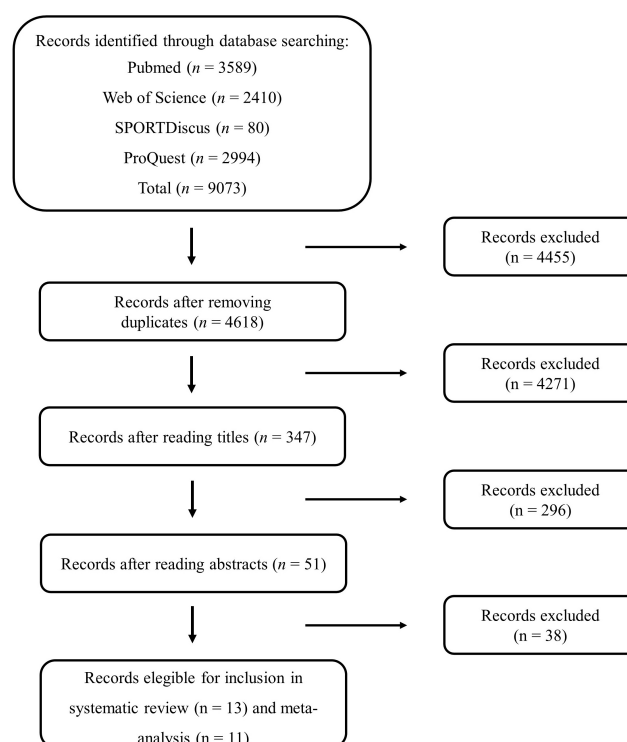 Records identified through database searching:
Pubmed (n = 3589)
Web of Science (n = 2410)
SPORTDiscus (n = 80)
ProQuest (n = 2994)
Total (n = 9073)
Records excluded
(n = 4455)
Records after removing
duplicates (n = 4618)
Records excluded
(n = 4271)
Records after reading titles (n = 347)
Records excluded
(n = 296)
Records after reading abstracts (n = 51)
Records excluded
(n = 38)
Records elegible for inclusion in
systematic review (n = 13) and meta-
analysis (n = 11)